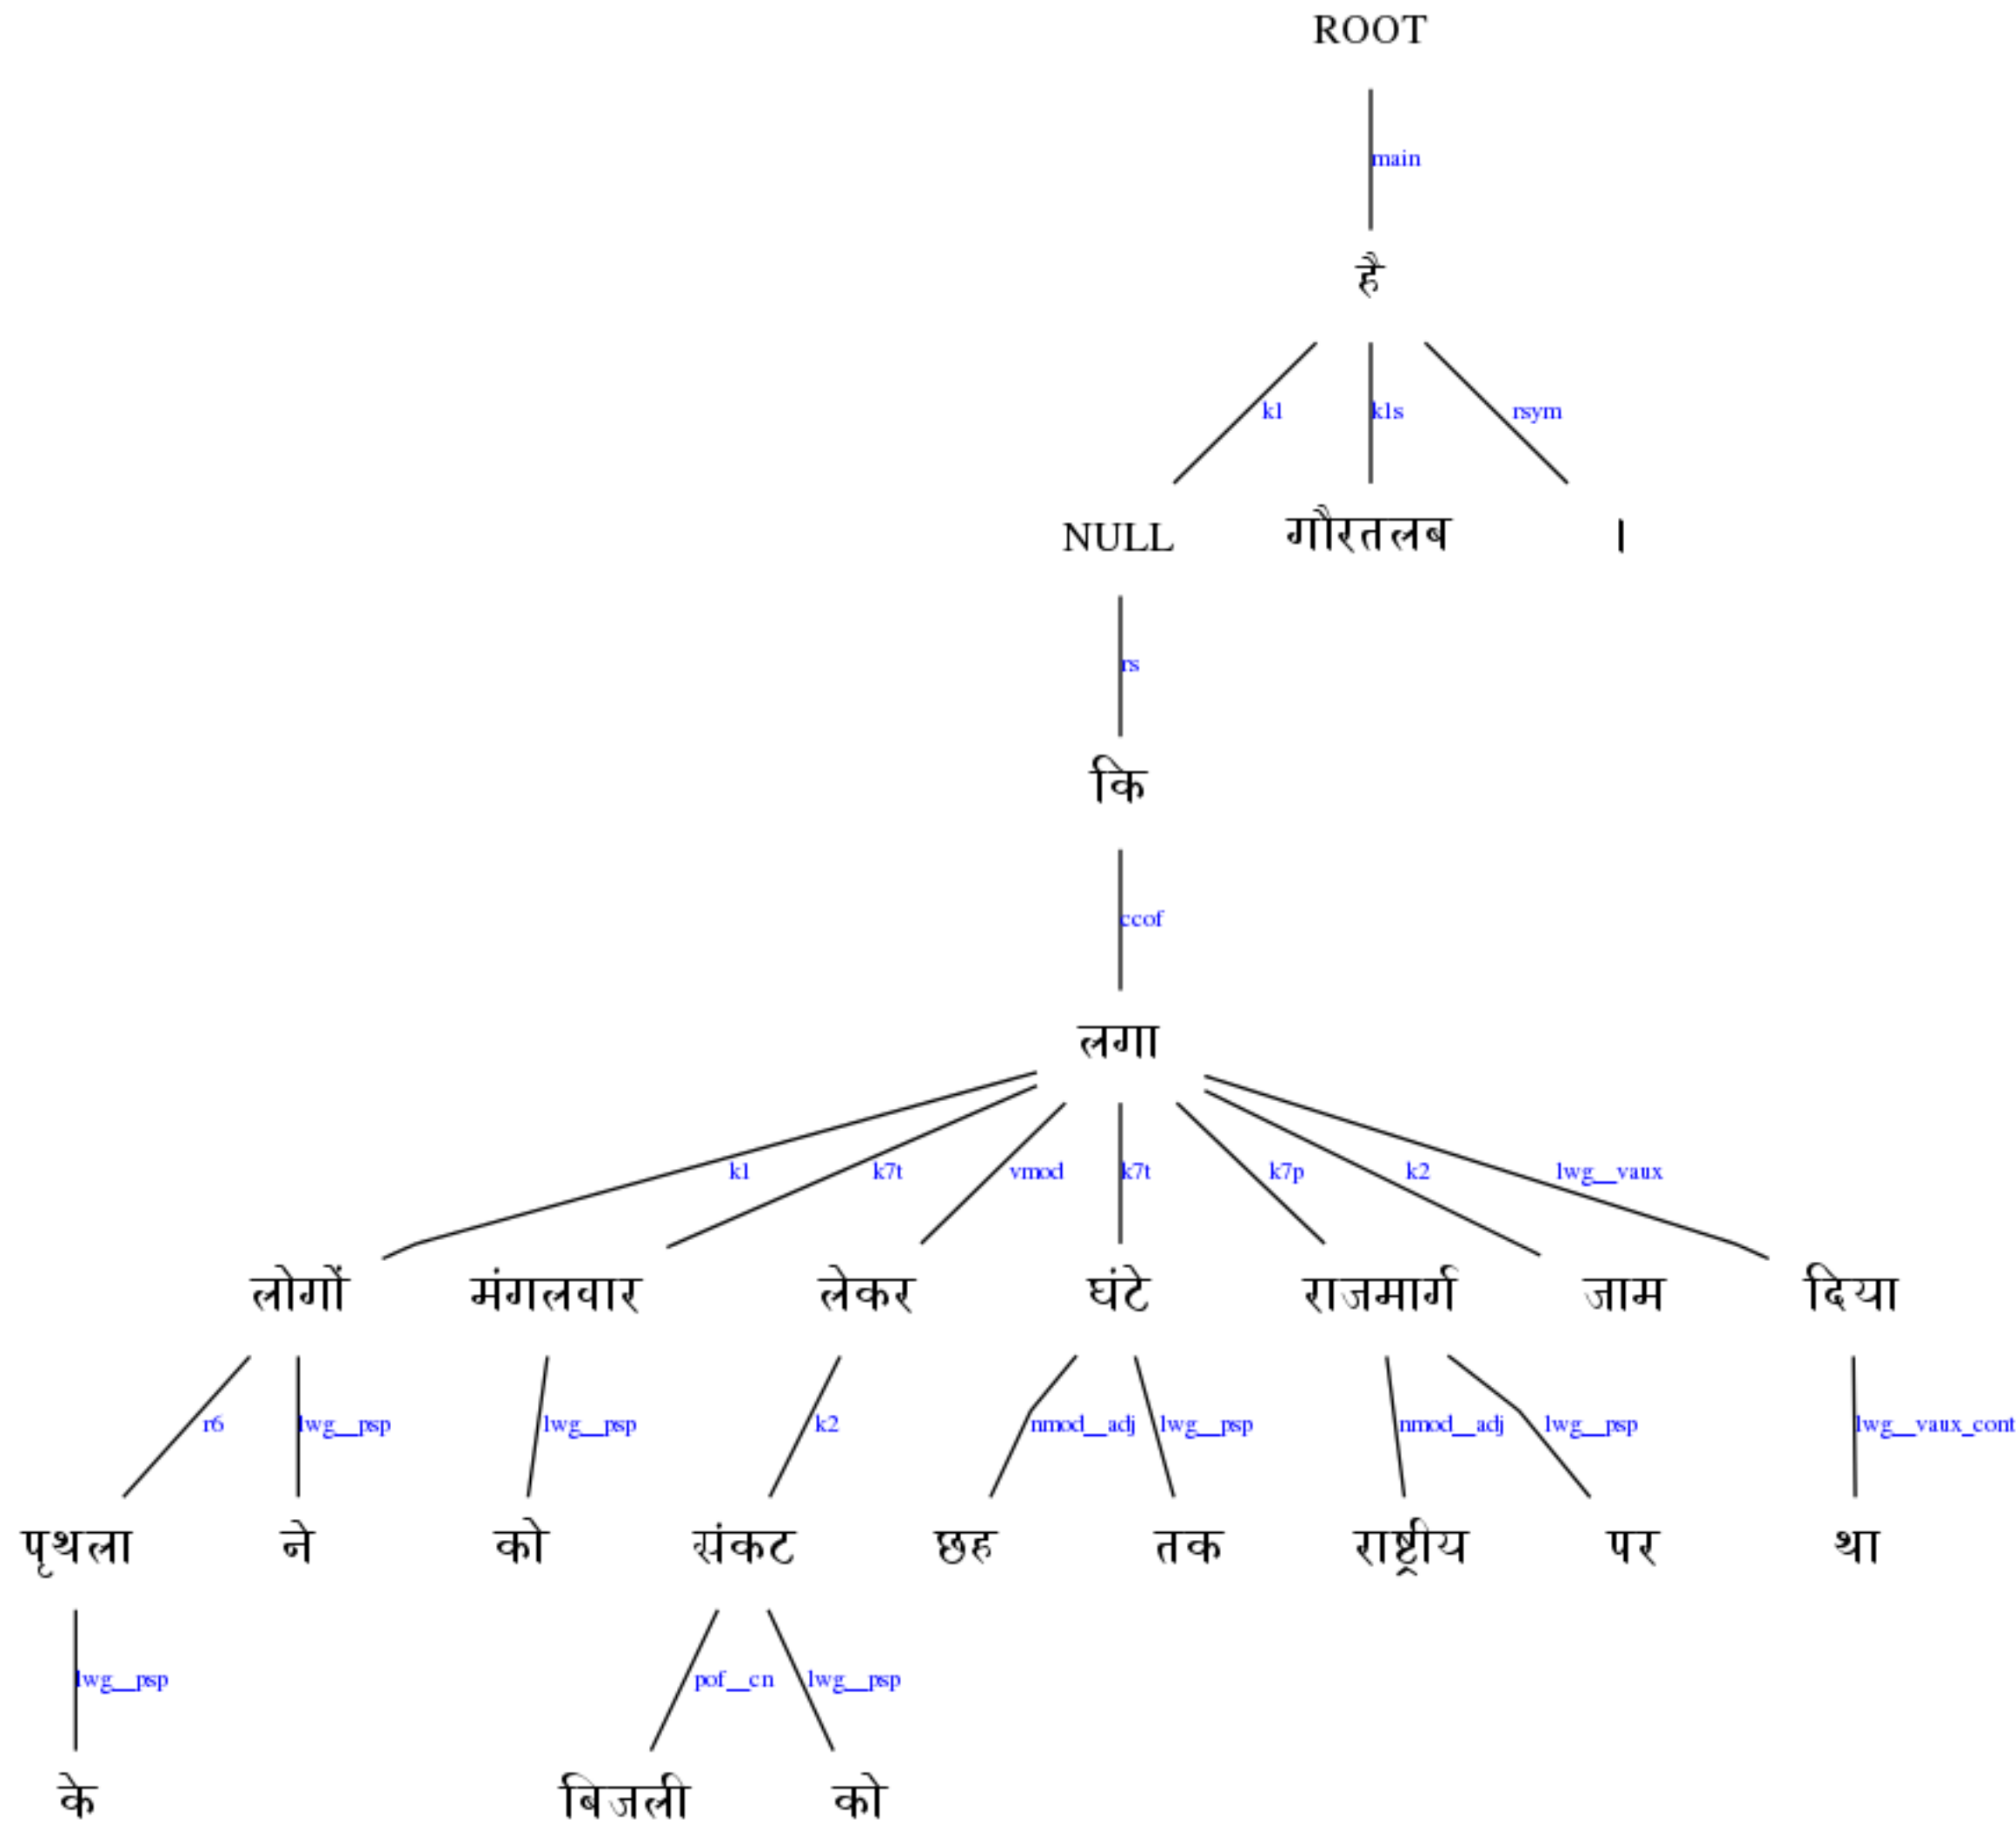 ROOT
main
है
k1 k1s rsym
NULL गौरतलब ।
rs
कि
ccof
लगा
k1 k7t vmod k7t k7p k2 lwg__vaux
लोगों मंगलवार लेकर घंटे राजमार्ग जाम दिया
r6 lwg__psp lwg__psp k2 nmod__adj lwg__psp nmod__adj lwg__psp lwg__vaux_cont
पृथला ने को संकट छह तक राष्ट्रीय पर था
lwg__psp pof__cn lwg__psp
के बिजली को